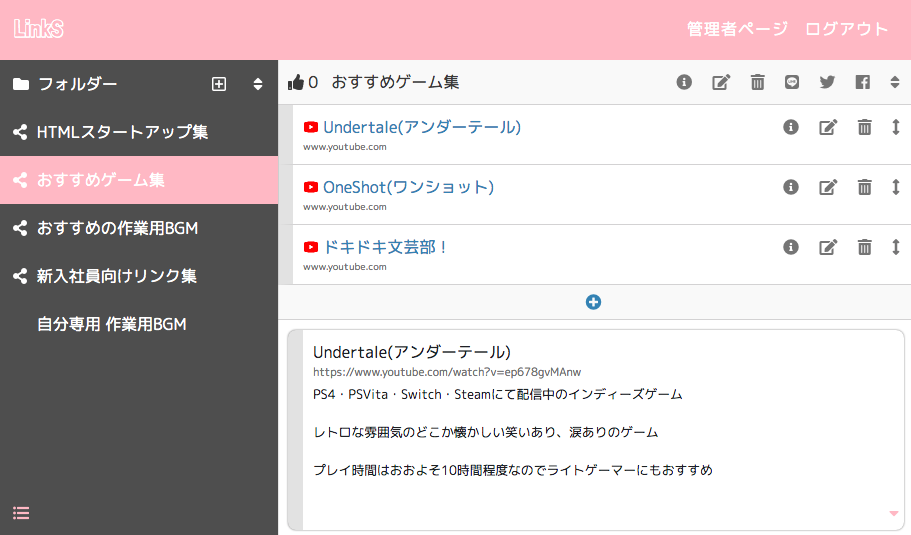 LinkS
管理者ページ ログアウト
フォルダー
HTMLスタートアップ集
おすすめゲーム集
おすすめの作業用BGM
新入社員向けリンク集
自分専用 作業用BGM
0 おすすめゲーム集
Undertale(アンダーテール)
www.youtube.com
OneShot(ワンショット)
www.youtube.com
ドキドキ文芸部！
www.youtube.com
Undertale(アンダーテール)
https://www.youtube.com/watch?v=ep678gvMAnw
PS4・PSVita・Switch・Steamにて配信中のインディーズゲーム
レトロな雰囲気のどこか懐かしい笑いあり、涙ありのゲーム
プレイ時間はおおよそ10時間程度なのでライトゲーマーにもおすすめ